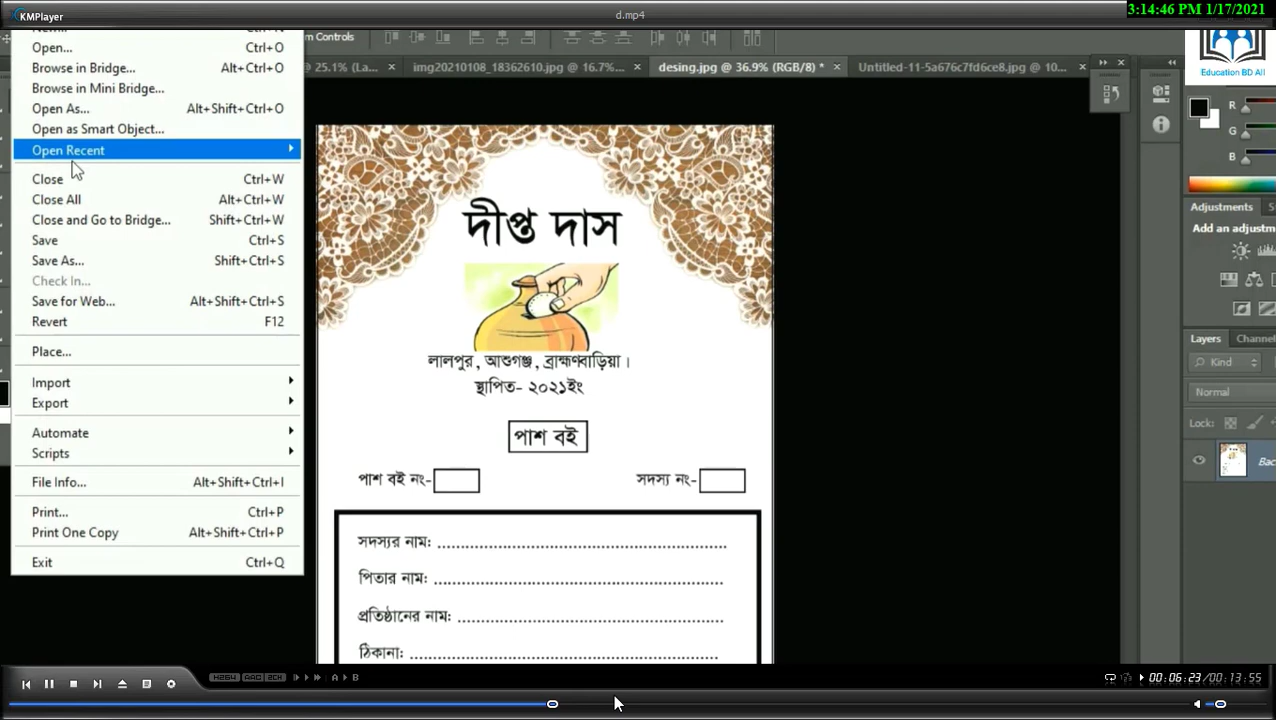 KMPlayer
d.mp4
3:14:46 PM 1/17/2021
Open... Ctrl+O
Browse in Bridge... Alt+Ctrl+O
Browse in Mini Bridge...
Open As... Alt+Shift+Ctrl+O
Open as Smart Object...
Open Recent
Close Ctrl+W
Close All Alt+Ctrl+W
Close and Go to Bridge... Shift+Ctrl+W
Save Ctrl+S
Save As... Shift+Ctrl+S
Check In...
Save for Web... Alt+Shift+Ctrl+S
Revert F12
Place...
Import
Export
Automate
Scripts
File Info... Alt+Shift+Ctrl+I
Print... Ctrl+P
Print One Copy Alt+Shift+Ctrl+P
Exit Ctrl+Q
Controls
@ 25.1% (La...
img20210108_18362610.jpg @ 16.7%...
desing.jpg @ 36.9% (RGB/8) *
Untitled-11-5a676c7fd6ce8.jpg @ 10...
Education BD All
দীপ্ত দাস
লালপুর, আশুগঞ্জ, ব্রাহ্মণবাড়িয়া।
স্থাপিত- ২০২১ইং
পাশ বই
পাশ বই নং-
সদস্য নং-
সদস্যর নাম: ..........................................................
পিতার নাম: ..........................................................
প্রতিষ্ঠানের নাম: .....................................................
ঠিকানা: ..............................................................
R
G
B
Adjustments
Add an adjustm
Layers
Channe
Kind
Normal
Lock:
Bac
H264 AAC 2CH
A B
00:06:23/00:13:55